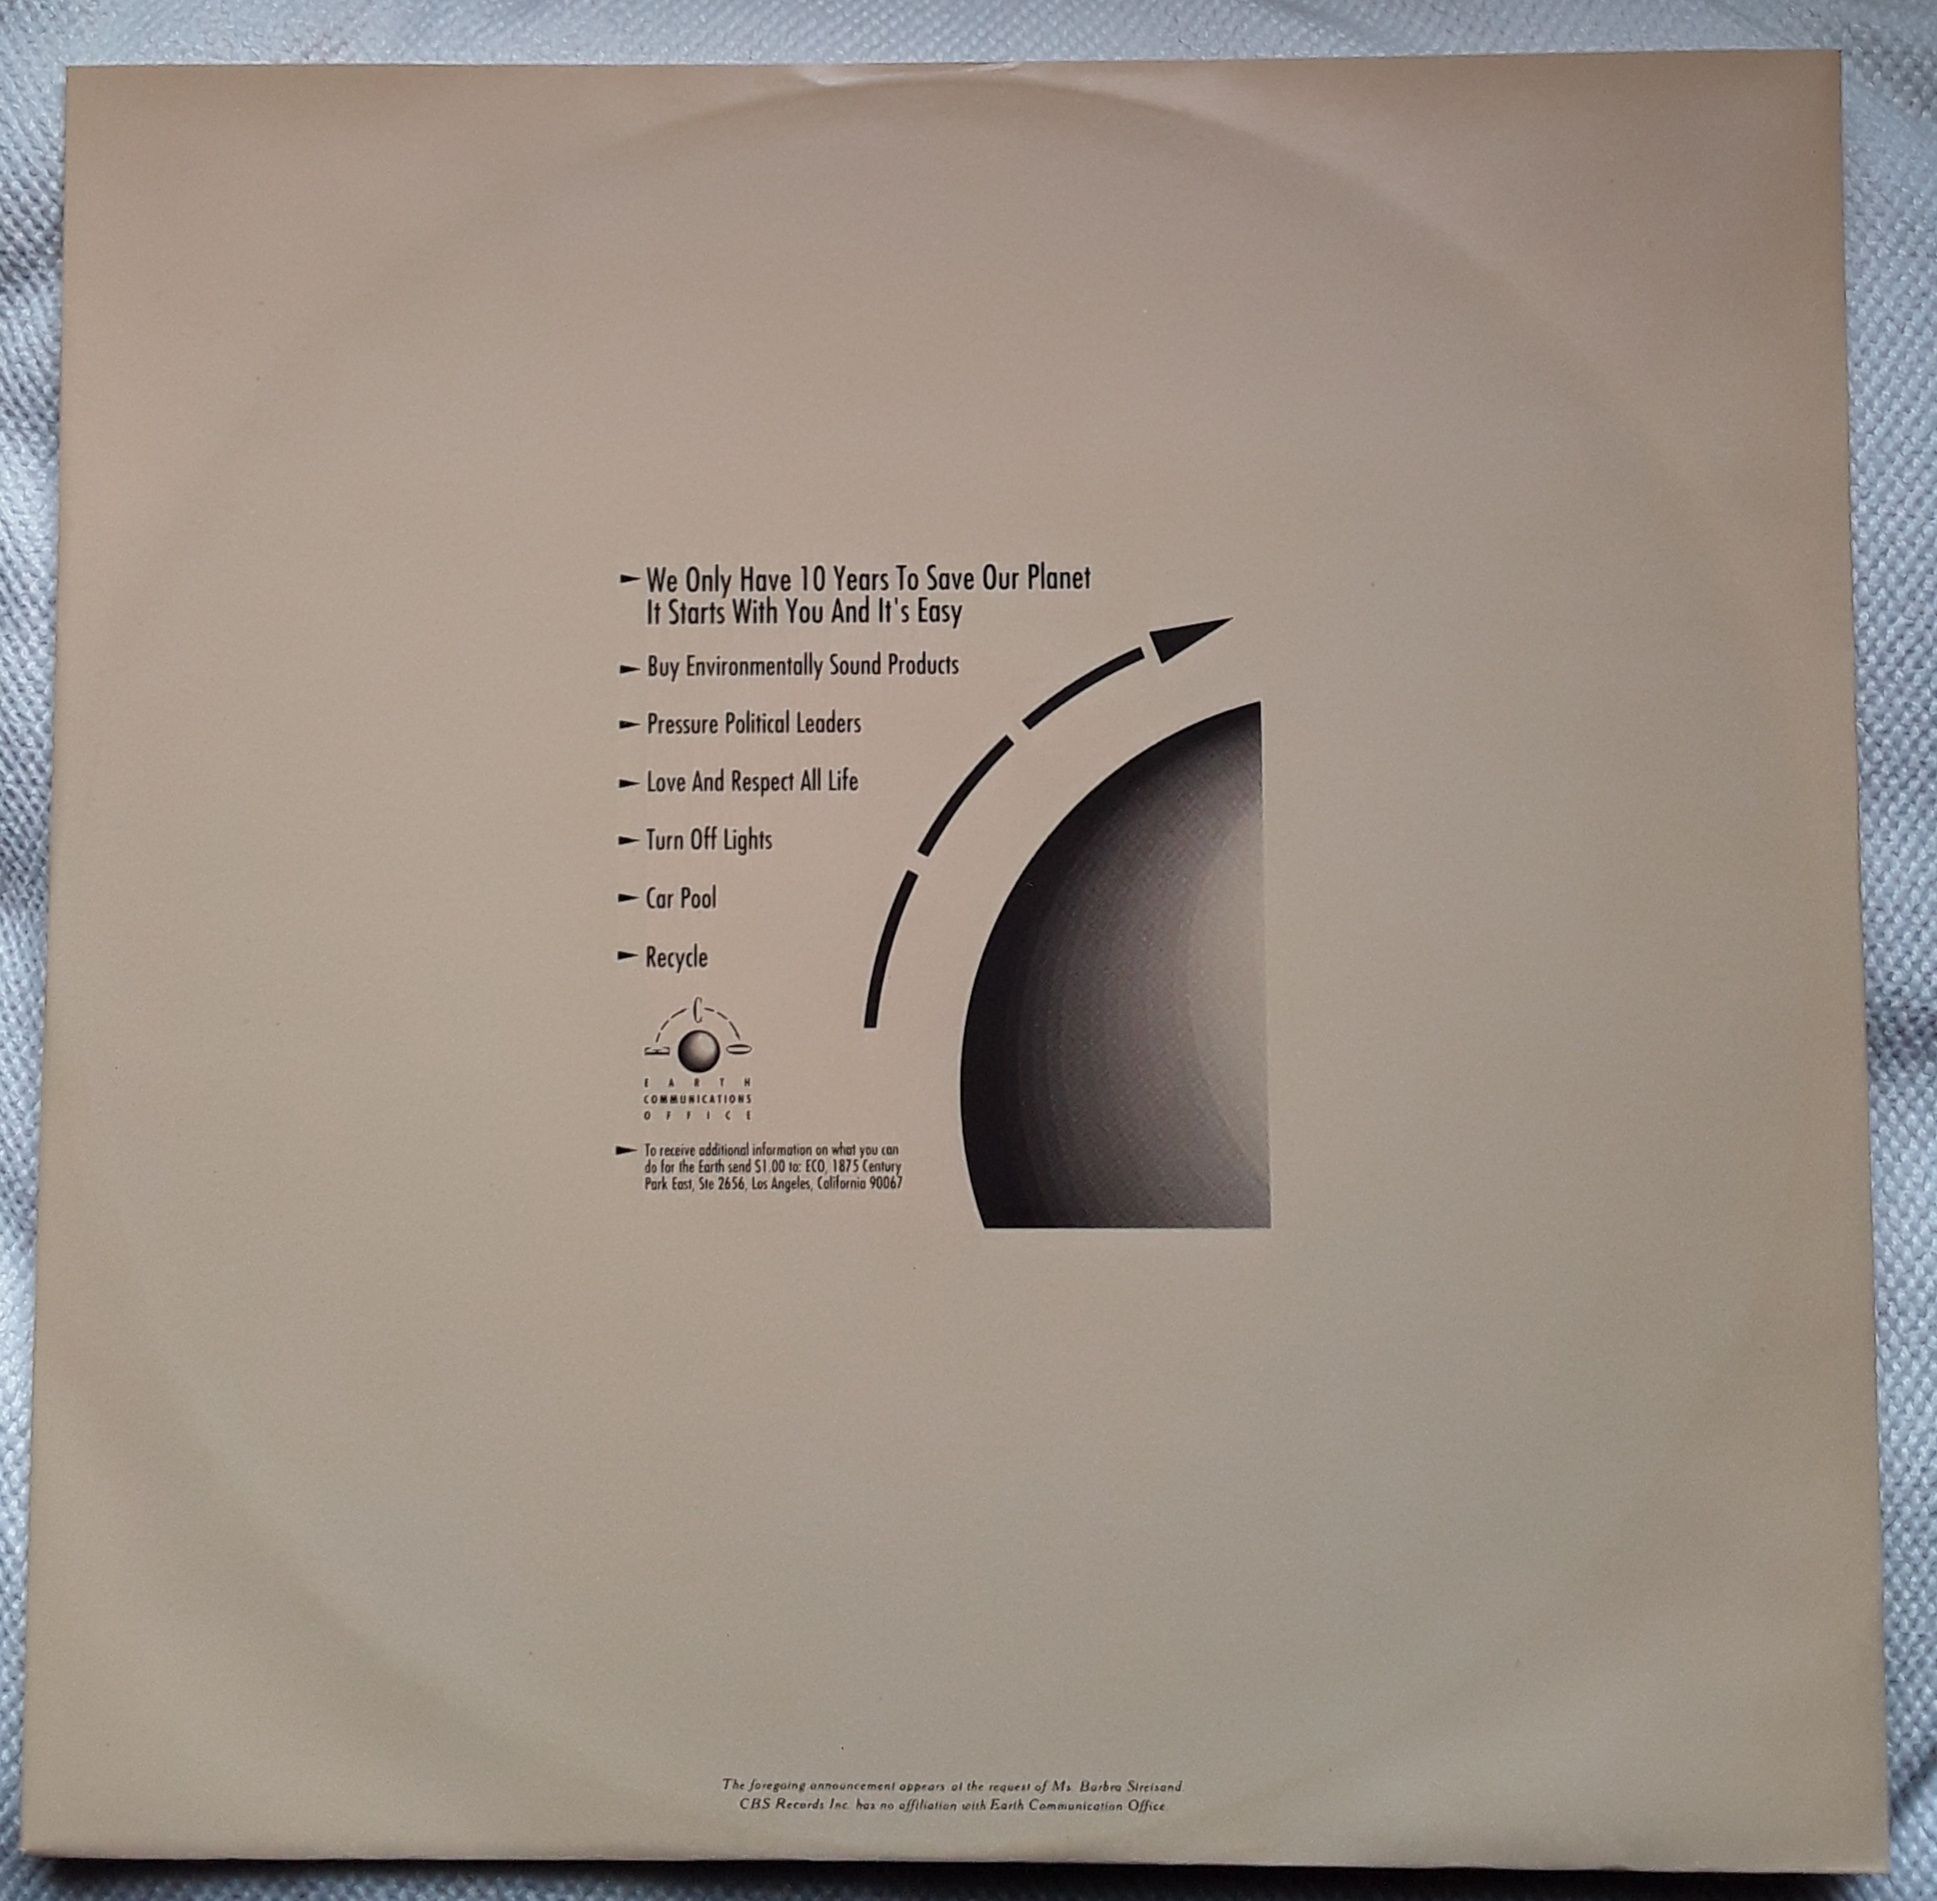 We Only Have 10 Years To Save Our Planet
It Starts With You And It's Easy
Buy Environmentally Sound Products
Pressure Political Leaders
Love And Respect All Life
Turn Off Lights
Car Pool
Recycle
E C O
EARTH
COMMUNICATIONS
OFFICE
To receive additional information on what you can
do for the Earth send $1.00 to: ECO, 1875 Century
Park East, Ste 2656, Los Angeles, California 90067
The foregoing announcement appears at the request of Ms. Barbra Streisand.
CBS Records Inc. has no affiliation with Earth Communication Office